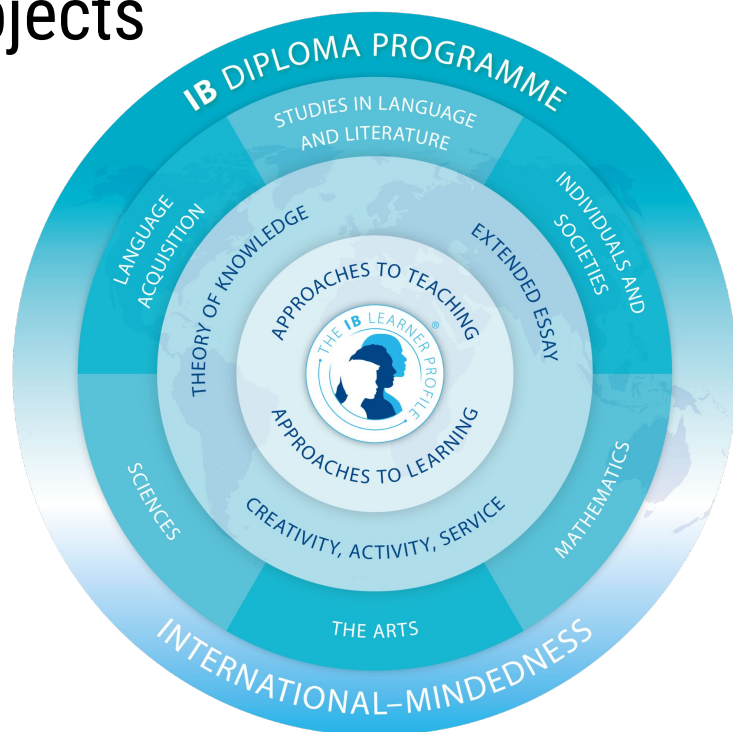 ojects
IB DIPLOMA PROGRAMME
STUDIES IN LANGUAGE
AND LITERATURE
LANGUAGE
ACQUISITION
INDIVIDUALS AND
SOCIETIES
THEORY OF KNOWLEDGE
EXTENDED ESSAY
APPROACHES TO TEACHING
THE IB LEARNER PROFILE ®
APPROACHES TO LEARNING
SCIENCES
MATHEMATICS
CREATIVITY, ACTIVITY, SERVICE
THE ARTS
INTERNATIONAL–MINDEDNESS